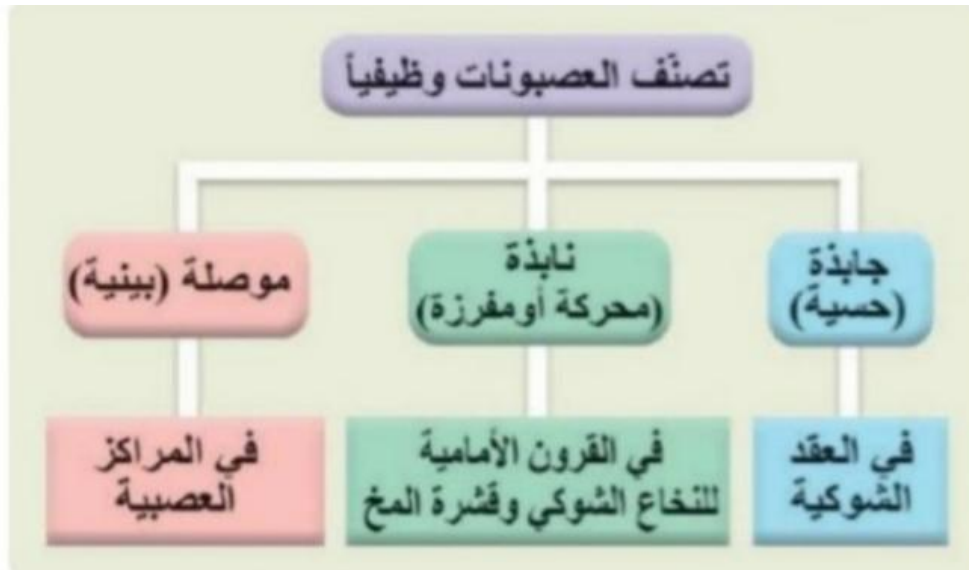 تصنّف العصبونات وظيفياً
جابذة
(حسية)
نابذة
(محركة أومفرزة)
موصلة (بينية)
في العقد
الشوكية
في القرون الأمامية
للنخاع الشوكي وقشرة المخ
في المراكز
العصبية